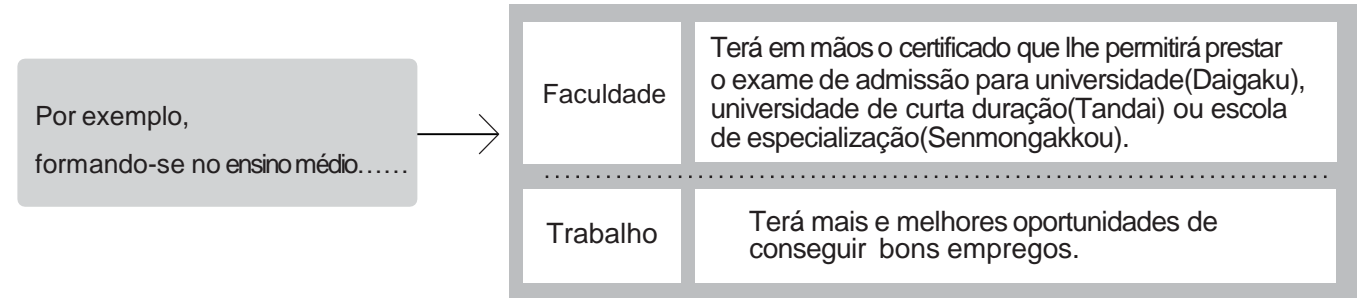 Por exemplo,
formando-se no ensino médio......
Faculdade
Terá em mãos o certificado que lhe permitirá prestar
o exame de admissão para universidade(Daigaku),
universidade de curta duração(Tandai) ou escola
de especialização(Senmongakkou).
Trabalho
Terá mais e melhores oportunidades de
conseguir bons empregos.